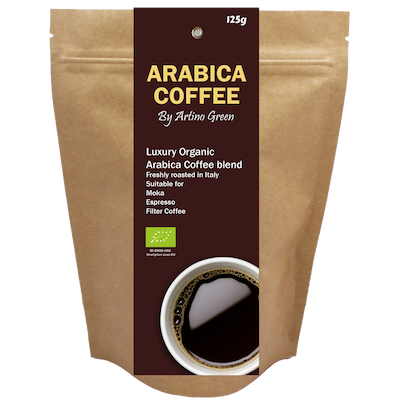 125g
ARABICA
COFFEE
By Artino Green
Luxury Organic
Arabica Coffee blend
Freshly roasted in Italy
Suitable for
Moka
Espresso
Filter Coffee